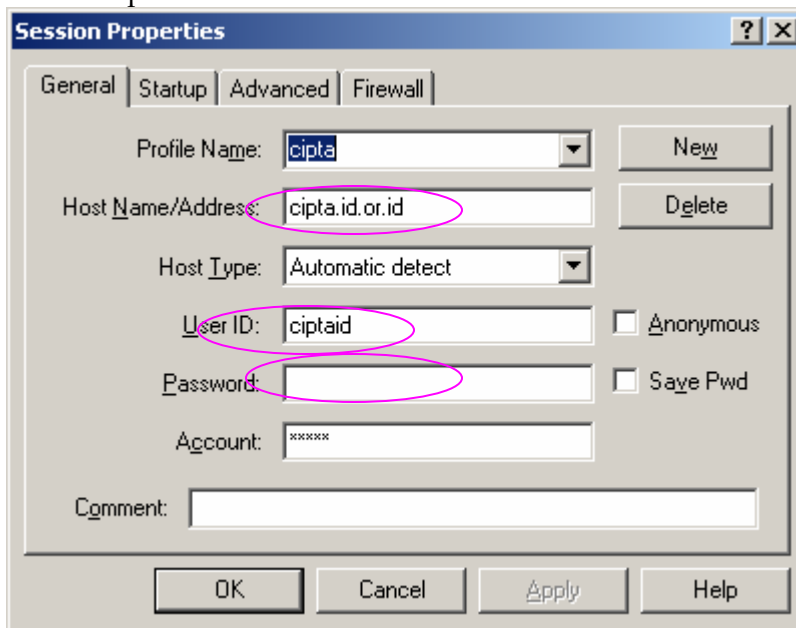 Session Properties
General Startup Advanced Firewall
Profile Name: cipta New
Host Name/Address: cipta.id.or.id Delete
Host Type: Automatic detect
User ID: ciptaid Anonymous
Password: Save Pwd
Account: *****
Comment:
OK Cancel Apply Help